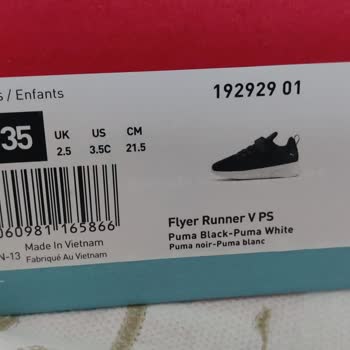 s / Enfants
192929 01
35
UK US CM
2.5 3.5C 21.5
060981 165866
Made In Vietnam
N-13 Fabriqué Au Vietnam
Flyer Runner V PS
Puma Black-Puma White
Puma noir-Puma blanc